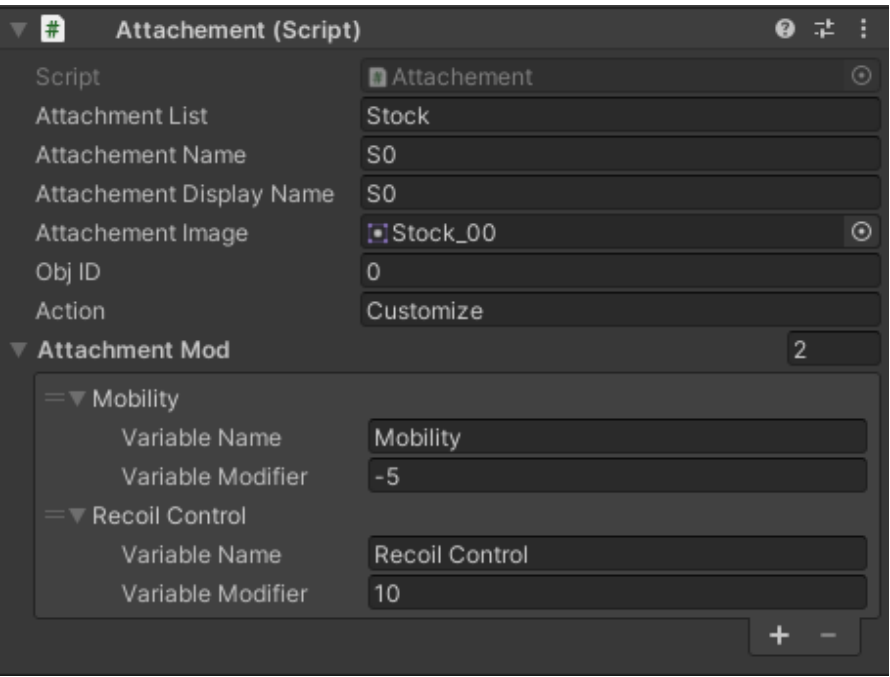 Attachement (Script)
Script Attachement
Attachment List Stock
Attachement Name S0
Attachement Display Name S0
Attachement Image Stock_00
Obj ID 0
Action Customize
Attachment Mod 2
Mobility
Variable Name Mobility
Variable Modifier -5
Recoil Control
Variable Name Recoil Control
Variable Modifier 10